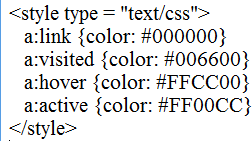 <style type = "text/css">
a:link {color: #000000}
a:visited {color: #006600}
a:hover {color: #FFCC00}
a:active {color: #FF00CC}
</style>